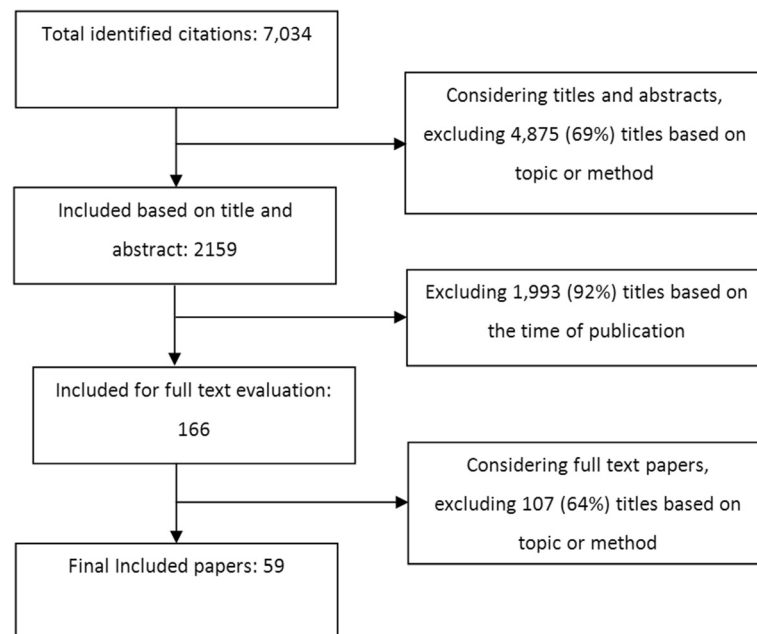 Total identified citations: 7,034
Considering titles and abstracts,
excluding 4,875 (69%) titles based on
topic or method
Included based on title and
abstract: 2159
Excluding 1,993 (92%) titles based on
the time of publication
Included for full text evaluation:
166
Considering full text papers,
excluding 107 (64%) titles based on
topic or method
Final Included papers: 59